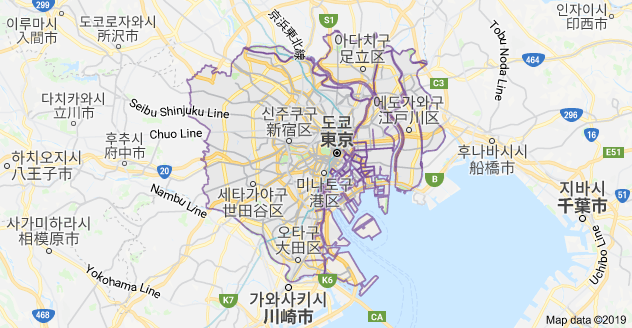 이루마시
入間市
도코로자와시
所沢市
京浜東北線
S1
아다치구
足立区
Tobu Noda Line
인자이시
印西市
464
299
C3
296
다치카와시
立川市
Seibu Shinjuku Line
Chuo Line
신주쿠구
新宿区
도쿄
東京
에도가와구
江戸川区
후추시
府中市
하치오지시
八王子市
20
후나바시시
船橋市
E51
B
Nambu Line
세타가야구
世田谷区
미나토구
港区
지바시
千葉市
51
사가미하라시
相模原市
오타구
大田区
Uchibo Line
Yokohama Line
K6
K7
가와사키시
川崎市
468
CA
Map data ©2019